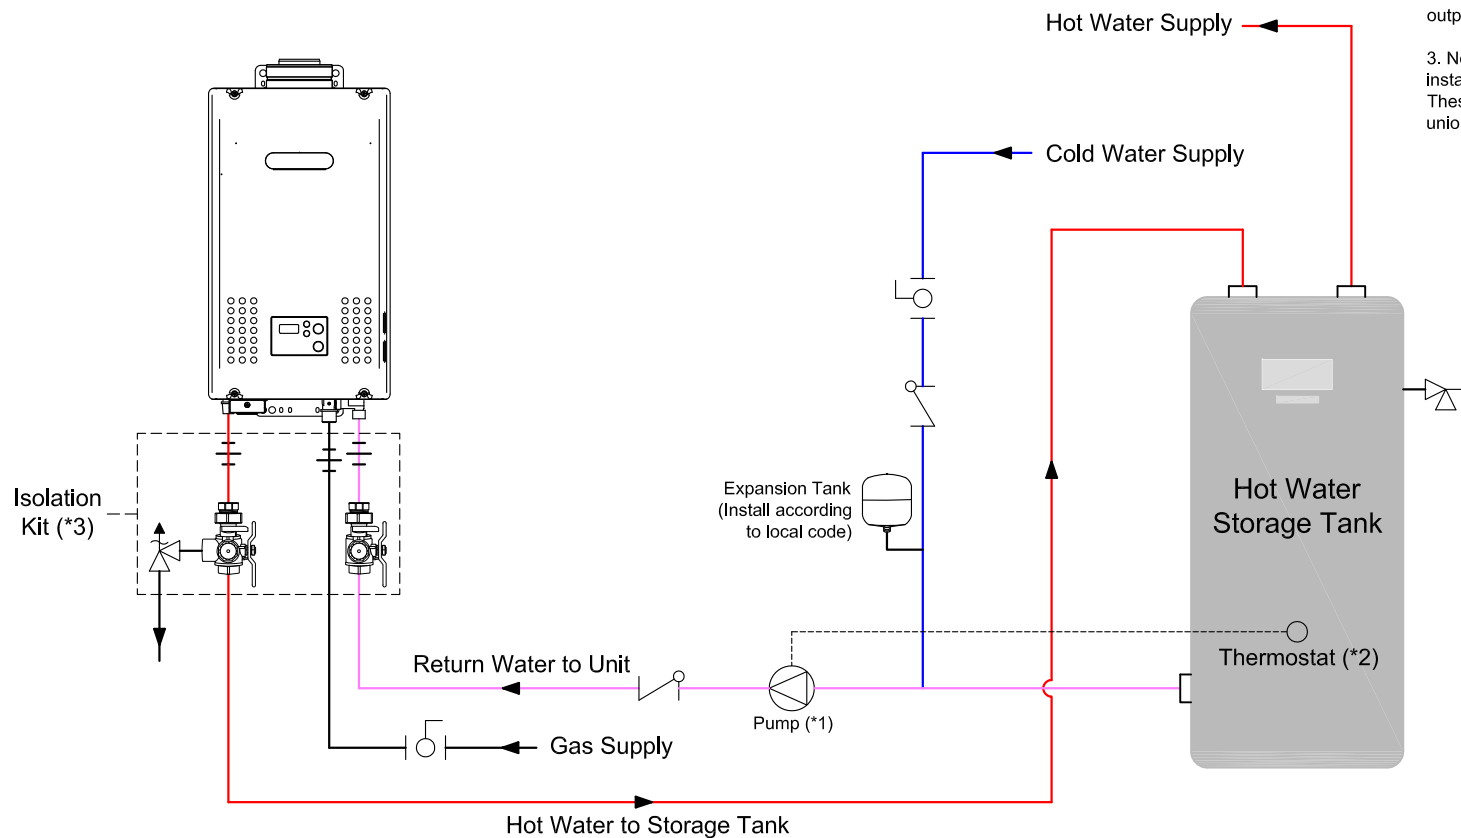 Hot Water Supply
outp
3. N
insta
Thes
unio
Cold Water Supply
Isolation
Kit (*3)
Expansion Tank
(Install according
to local code)
Hot Water
Storage Tank
Return Water to Unit
Thermostat (*2)
Pump (*1)
Gas Supply
Hot Water to Storage Tank